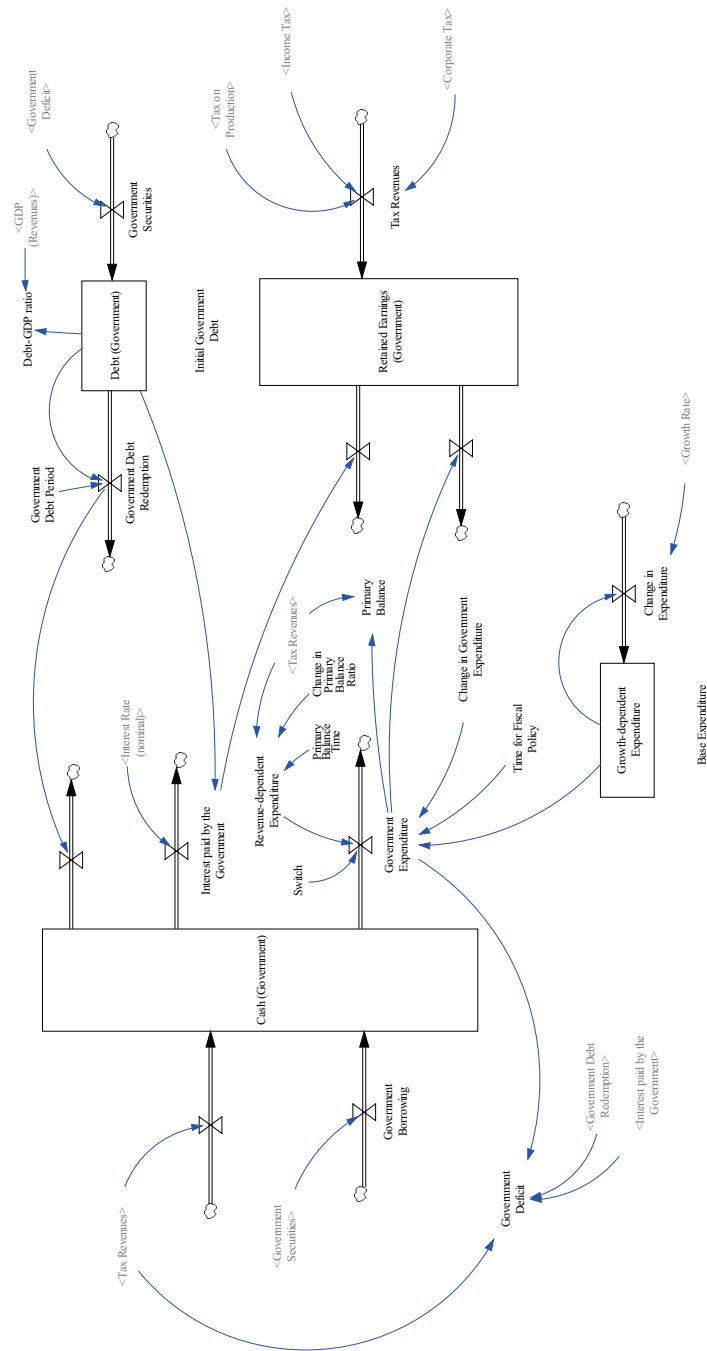 <Tax Revenues>
<Government
Securities>
Government
Borrowing
Government
Deficit
<Government Debt
Redemption>
<Interest paid by the
Government>
Cash (Government)
<Interest Rate
(nominal)>
Interest paid by the
Government
Revenue-dependent
Expenditure
Switch
Government
Expenditure
Primary
Balance
Time
Change in
Primary
Balance
Ratio
<Tax Revenues>
Primary
Balance
Change in Government
Expenditure
Time for Fiscal
Policy
Growth-dependent
Expenditure
Base Expenditure
Change in
Expenditure
<Growth Rate>
Government
Debt Period
Government Debt
Redemption
Debt-GDP ratio
<GDP
(Revenues)>
Debt (Government)
Initial Government
Debt
Government
Securities
<Government
Deficit>
Retained Earnings
(Government)
Tax Revenues
<Tax on
Production>
<Income Tax>
<Corporate Tax>